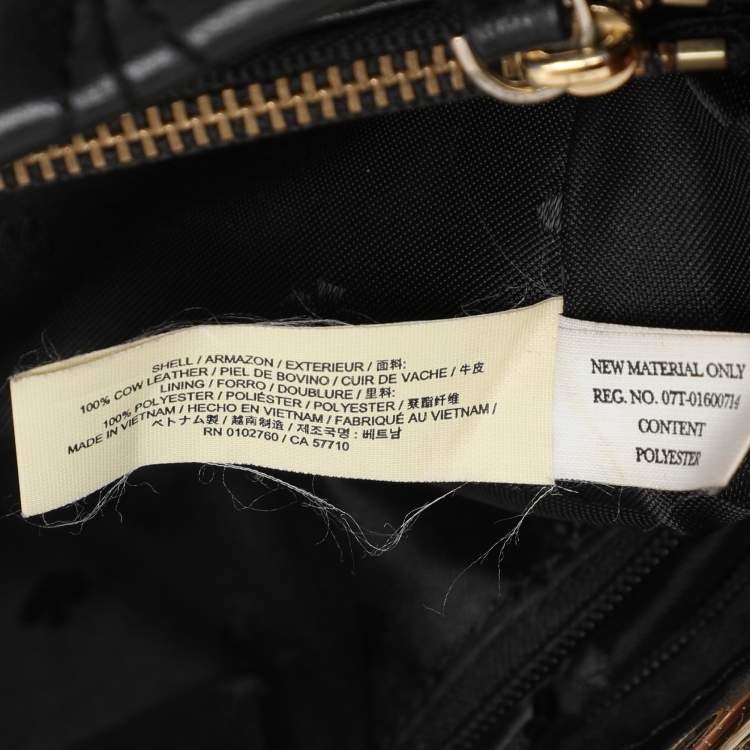 SHELL / ARMAZON / EXTERIEUR / 面料:
100% COW LEATHER / PIEL DE BOVINO / CUIR DE VACHE / 牛皮
LINING / FORRO / DOUBLURE / 里料:
100% POLYESTER / POLIÉSTER / POLYESTER / 聚酯纤维
MADE IN VIETNAM / HECHO EN VIETNAM / FABRIQUÉ AU VIETNAM /
ベトナム製 / 越南制造 / 제조국명 : 베트남
RN 0102760 / CA 57710
NEW MATERIAL ONLY
REG. NO. 07T-01600714
CONTENT
POLYESTER